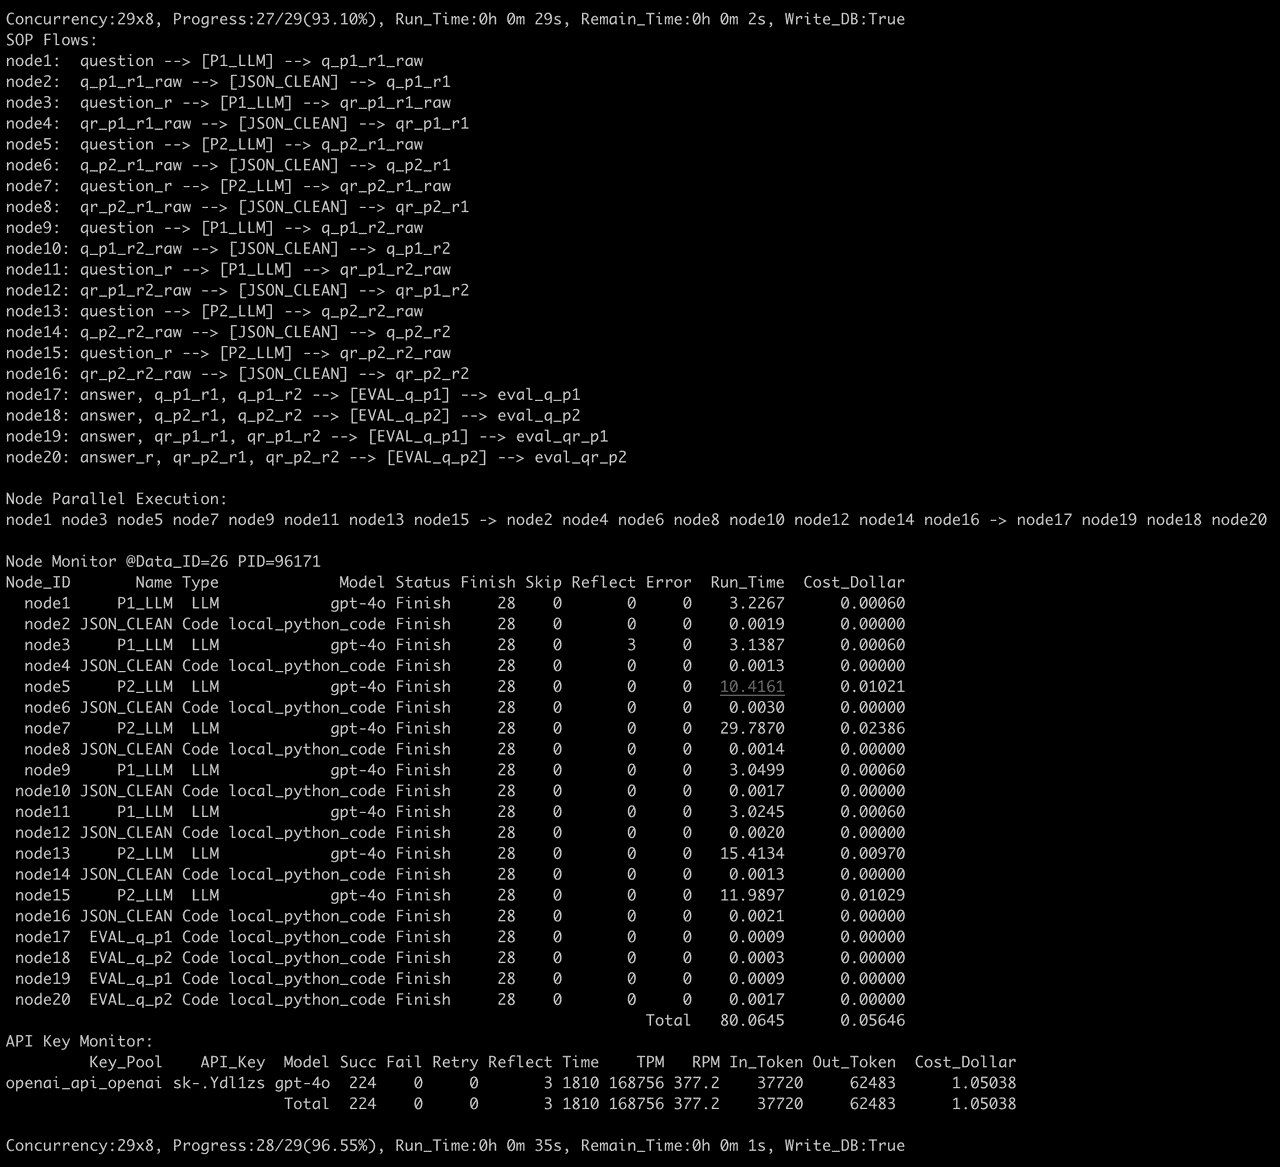 Concurrency:29x8, Progress:27/29(93.10%), Run_Time:0h 0m 29s, Remain_Time:0h 0m 2s, Write_DB:True
SOP Flows:
node1:  question --> [P1_LLM] --> q_p1_r1_raw
node2:  q_p1_r1_raw --> [JSON_CLEAN] --> q_p1_r1
node3:  question_r --> [P1_LLM] --> qr_p1_r1_raw
node4:  qr_p1_r1_raw --> [JSON_CLEAN] --> qr_p1_r1
node5:  question --> [P2_LLM] --> q_p2_r1_raw
node6:  q_p2_r1_raw --> [JSON_CLEAN] --> q_p2_r1
node7:  question_r --> [P2_LLM] --> qr_p2_r1_raw
node8:  qr_p2_r1_raw --> [JSON_CLEAN] --> qr_p2_r1
node9:  question --> [P1_LLM] --> q_p1_r2_raw
node10: q_p1_r2_raw --> [JSON_CLEAN] --> q_p1_r2
node11: question_r --> [P1_LLM] --> qr_p1_r2_raw
node12: qr_p1_r2_raw --> [JSON_CLEAN] --> qr_p1_r2
node13: question --> [P2_LLM] --> q_p2_r2_raw
node14: q_p2_r2_raw --> [JSON_CLEAN] --> q_p2_r2
node15: question_r --> [P2_LLM] --> qr_p2_r2_raw
node16: qr_p2_r2_raw --> [JSON_CLEAN] --> qr_p2_r2
node17: answer, q_p1_r1, q_p1_r2 --> [EVAL_q_p1] --> eval_q_p1
node18: answer, q_p2_r1, q_p2_r2 --> [EVAL_q_p2] --> eval_q_p2
node19: answer, qr_p1_r1, qr_p1_r2 --> [EVAL_q_p1] --> eval_qr_p1
node20: answer_r, qr_p2_r1, qr_p2_r2 --> [EVAL_q_p2] --> eval_qr_p2
Node Parallel Execution:
node1 node3 node5 node7 node9 node11 node13 node15 -> node2 node4 node6 node8 node10 node12 node14 node16 -> node17 node19 node18 node20
Node Monitor @Data_ID=26 PID=96171
Node_ID Name Type Model Status Finish Skip Reflect Error Run_Time Cost_Dollar
node1 P1_LLM LLM gpt-4o Finish 28 0 0 0 3.2267 0.00060
node2 JSON_CLEAN Code local_python_code Finish 28 0 0 0 0.0019 0.00000
node3 P1_LLM LLM gpt-4o Finish 28 0 3 0 3.1387 0.00060
node4 JSON_CLEAN Code local_python_code Finish 28 0 0 0 0.0013 0.00000
node5 P2_LLM LLM gpt-4o Finish 28 0 0 0 10.4161 0.01021
node6 JSON_CLEAN Code local_python_code Finish 28 0 0 0 0.0030 0.00000
node7 P2_LLM LLM gpt-4o Finish 28 0 0 0 29.7870 0.02386
node8 JSON_CLEAN Code local_python_code Finish 28 0 0 0 0.0014 0.00000
node9 P1_LLM LLM gpt-4o Finish 28 0 0 0 3.0499 0.00060
node10 JSON_CLEAN Code local_python_code Finish 28 0 0 0 0.0017 0.00000
node11 P1_LLM LLM gpt-4o Finish 28 0 0 0 3.0245 0.00060
node12 JSON_CLEAN Code local_python_code Finish 28 0 0 0 0.0020 0.00000
node13 P2_LLM LLM gpt-4o Finish 28 0 0 0 15.4134 0.00970
node14 JSON_CLEAN Code local_python_code Finish 28 0 0 0 0.0013 0.00000
node15 P2_LLM LLM gpt-4o Finish 28 0 0 0 11.9897 0.01029
node16 JSON_CLEAN Code local_python_code Finish 28 0 0 0 0.0021 0.00000
node17 EVAL_q_p1 Code local_python_code Finish 28 0 0 0 0.0009 0.00000
node18 EVAL_q_p2 Code local_python_code Finish 28 0 0 0 0.0003 0.00000
node19 EVAL_q_p1 Code local_python_code Finish 28 0 0 0 0.0009 0.00000
node20 EVAL_q_p2 Code local_python_code Finish 28 0 0 0 0.0017 0.00000
Total 80.0645 0.05646
API Key Monitor:
Key_Pool API_Key Model Succ Fail Retry Reflect Time TPM RPM In_Token Out_Token Cost_Dollar
openai_api_openai sk-.Ydl1zs gpt-4o 224 0 0 3 1810 168756 377.2 37720 62483 1.05038
Total 224 0 0 3 1810 168756 377.2 37720 62483 1.05038
Concurrency:29x8, Progress:28/29(96.55%), Run_Time:0h 0m 35s, Remain_Time:0h 0m 1s, Write_DB:True